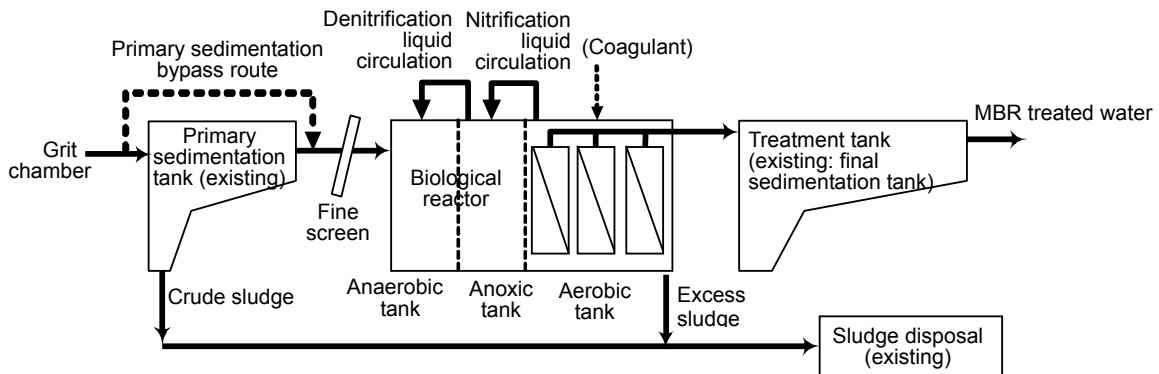 Denitrification
liquid
circulation
Nitrification
liquid
circulation
(Coagulant)
Primary sedimentation
bypass route
MBR treated water
Grit
chamber
Primary
sedimentation
tank (existing)
Fine
screen
Biological
reactor
Treatment tank
(existing: final
sedimentation tank)
Crude sludge
Anaerobic
tank
Anoxic
tank
Aerobic
tank
Excess
sludge
Sludge disposal
(existing)